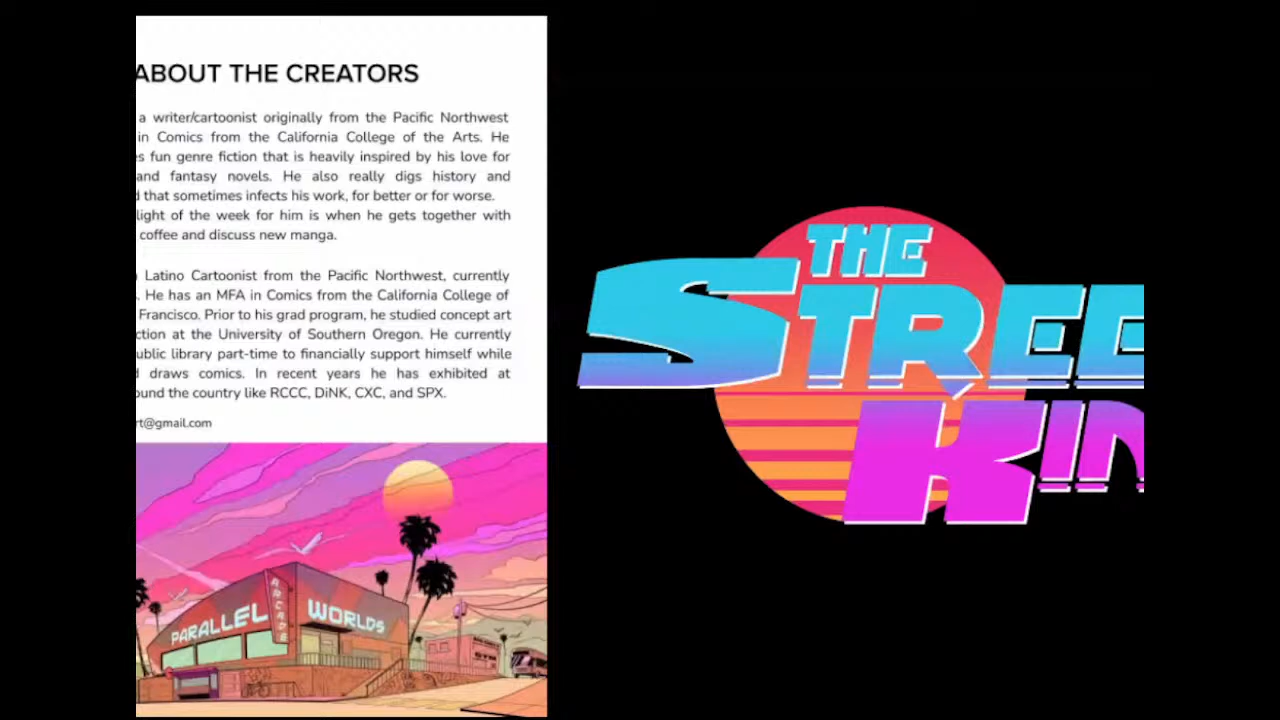 ABOUT THE CREATORS
a writer/cartoonist originally from the Pacific Northwest
in Comics from the California College of the Arts. He
fun genre fiction that is heavily inspired by his love for
and fantasy novels. He also really digs history and
that sometimes infects his work, for better or for worse.
light of the week for him is when he gets together with
coffee and discuss new manga.
Latino Cartoonist from the Pacific Northwest, currently
. He has an MFA in Comics from the California College of
Francisco. Prior to his grad program, he studied concept art
ction at the University of Southern Oregon. He currently
ublic library part-time to financially support himself while
draws comics. In recent years he has exhibited at
ound the country like RCCC, DiNK, CXC, and SPX.
rt@gmail.com
PARALLEL
ARCADE
WORLDS
THE
STREE
KIN